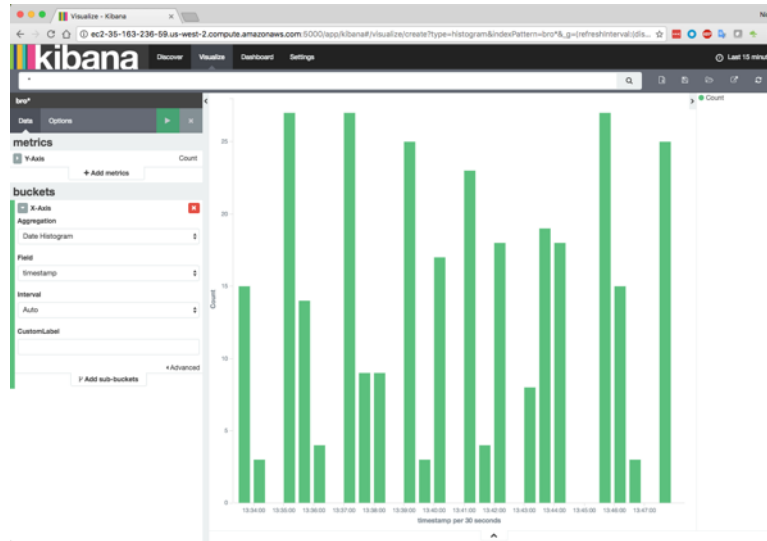 Visualize - Kibana
ec2-35-163-236-59.us-west-2.compute.amazonaws.com:5000/app/kibana#/visualize/create?type=histogram&indexPattern=bro*&_g=(refreshInterval:(dis...
kibana
Discover Visualize Dashboard Settings
Last 15 minut
*
bro*
Data Options
metrics
Y-Axis Count
+ Add metrics
buckets
X-Axis
Aggregation
Date Histogram
Field
timestamp
Interval
Auto
CustomLabel
Advanced
Add sub-buckets
Count
25
20
15
10
5
0
Count
13:34:00 13:35:00 13:36:00 13:37:00 13:38:00 13:39:00 13:40:00 13:41:00 13:42:00 13:43:00 13:44:00 13:45:00 13:46:00 13:47:00
timestamp per 30 seconds